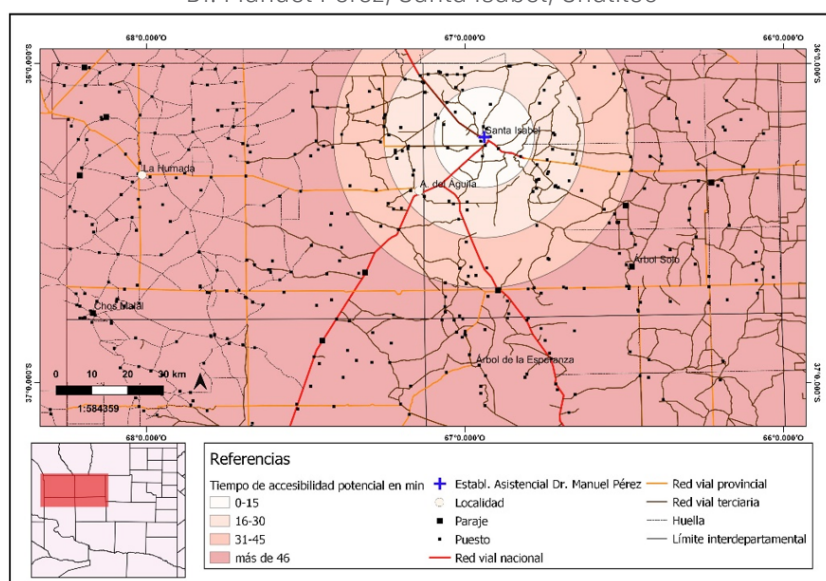 Dr. Manuel Pérez, Santa Isabel, Chalileo
68°0.000'O 67°0.000'O 66°0.000'O
36°0.000'S 36°0.000'S
Santa Isabel
La Humada
A. del Águila
Árbol Solo
Chos Malal
Árbol de la Esperanza
37°0.000'S 37°0.000'S
0 10 20 30 km
1:584359
68°0.000'O 67°0.000'O 66°0.000'O
Referencias
Tiempo de accesibilidad potencial en min
0-15
16-30
31-45
más de 46
Establ. Asistencial Dr. Manuel Pérez
Localidad
Paraje
Puesto
Red vial nacional
Red vial provincial
Red vial terciaria
Huella
Límite interdepartamental